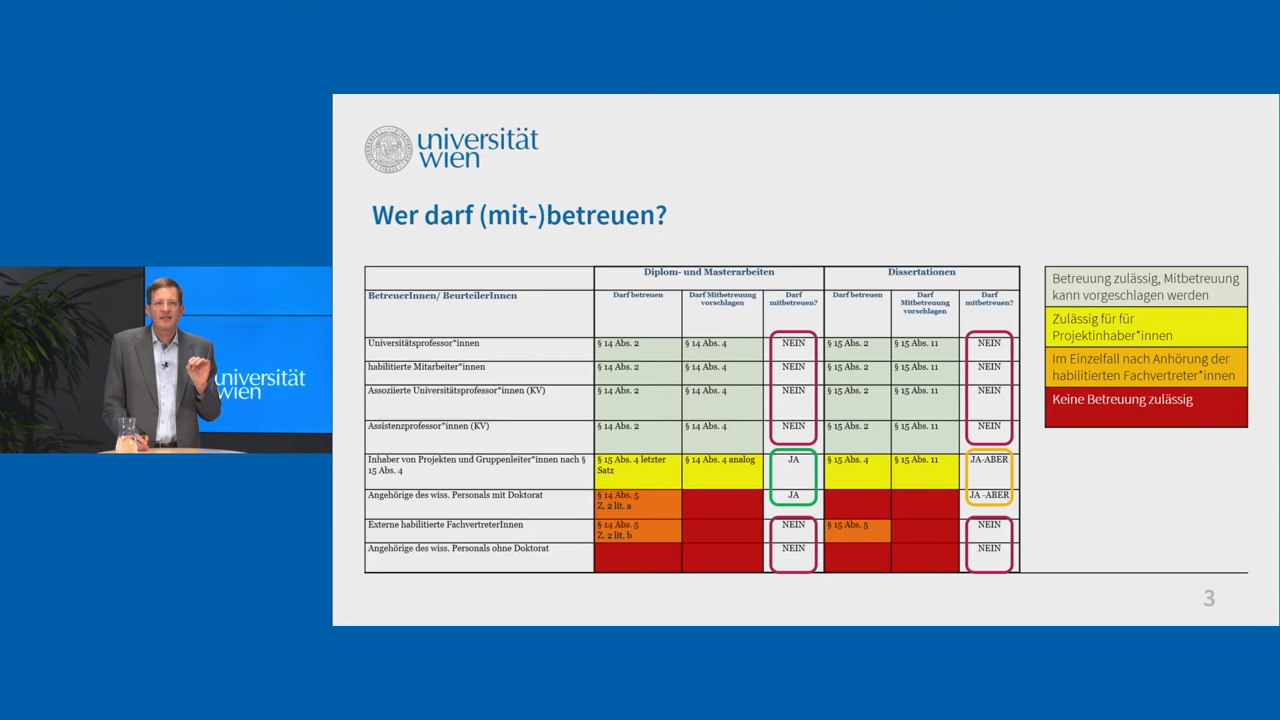 universität
wien
Wer darf (mit-)betreuen?
Diplom- und Masterarbeiten
Dissertationen
BetreuerInnen/ BeurteilerInnen
Darf betreuen
Darf Mitbetreuung
vorschlagen
Darf
mitbetreuen?
Darf betreuen
Darf
Mitbetreuung
vorschlagen
Darf
mitbetreuen?
Universitätsprofessor*innen
§ 14 Abs. 2
§ 14 Abs. 4
NEIN
§ 15 Abs. 2
§ 15 Abs. 11
NEIN
habilitierte Mitarbeiter*innen
§ 14 Abs. 2
§ 14 Abs. 4
NEIN
§ 15 Abs. 2
§ 15 Abs. 11
NEIN
Assoziierte Universitätsprofessor*innen (KV)
§ 14 Abs. 2
§ 14 Abs. 4
NEIN
§ 15 Abs. 2
§ 15 Abs. 11
NEIN
Assistenzprofessor*innen (KV)
§ 14 Abs. 2
§ 14 Abs. 4
NEIN
§ 15 Abs. 2
§ 15 Abs. 11
NEIN
Inhaber von Projekten und Gruppenleiter*innen nach §
15 Abs. 4
§ 15 Abs. 4 letzter
Satz
§ 14 Abs. 4 analog
JA
§ 15 Abs. 4
§ 15 Abs. 11
JA-ABER
Angehörige des wiss. Personals mit Doktorat
§ 14 Abs. 5
Z. 2 lit. a
JA
JA -ABER
Externe habilitierte FachvertreterInnen
§ 14 Abs. 5
Z. 2 lit. b
NEIN
§ 15 Abs. 5
NEIN
Angehörige des wiss. Personals ohne Doktorat
NEIN
NEIN
Betreuung zulässig, Mitbetreuung
kann vorgeschlagen werden
Zulässig für für
Projektinhaber*innen
Im Einzelfall nach Anhörung der
habilitierten Fachvertreter*innen
Keine Betreuung zulässig
universität
wien
3